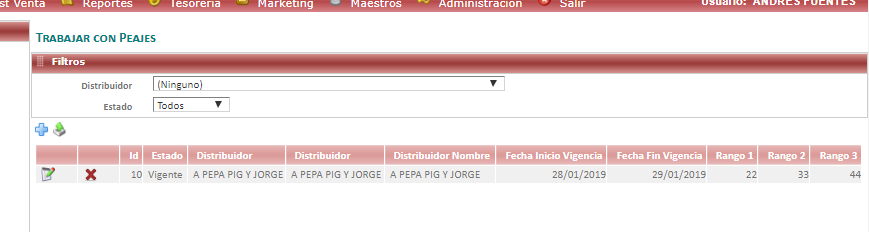 st Venta Reportes Tesorería Marketing Maestros Administración Salir Usuario: ANDRES FUENTES
TRABAJAR CON PEAJES
Filtros
Distribuidor (Ninguno)
Estado Todos
Id Estado Distribuidor Distribuidor Distribuidor Nombre Fecha Inicio Vigencia Fecha Fin Vigencia Rango 1 Rango 2 Rango 3
10 Vigente A PEPA PIG Y JORGE A PEPA PIG Y JORGE A PEPA PIG Y JORGE 28/01/2019 29/01/2019 22 33 44